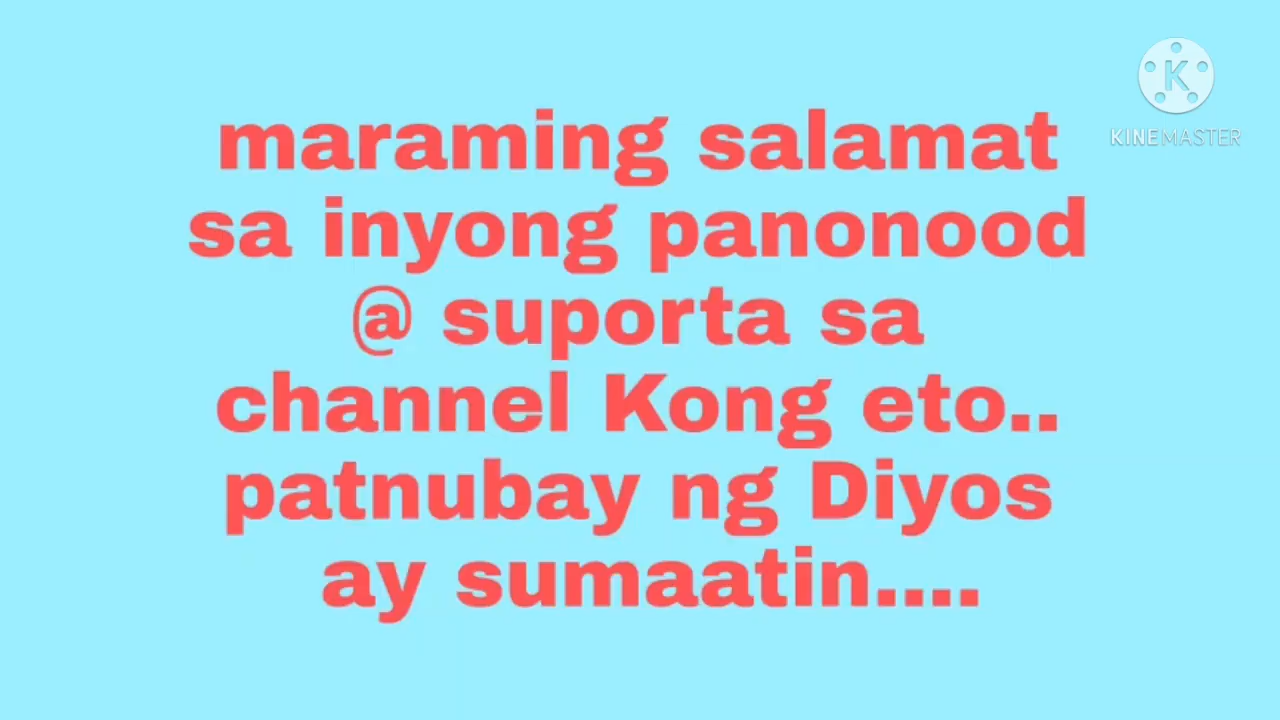 K
KINEMASTER
maraming salamat
sa inyong panonood
@ suporta sa
channel Kong eto..
patnubay ng Diyos
ay sumaatin....